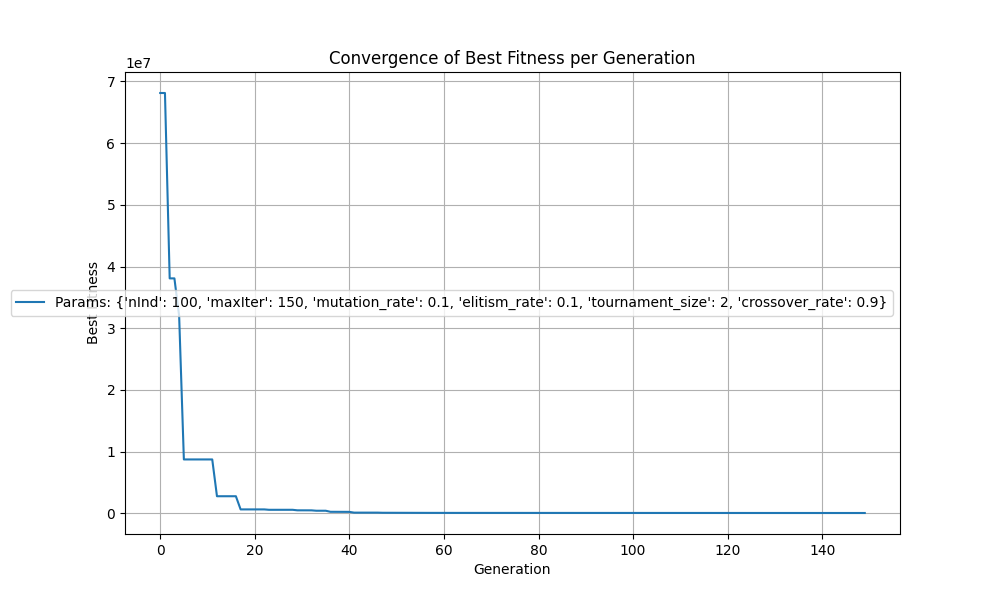 Convergence of Best Fitness per Generation
1e7
7
6
5
4
3
2
1
0
Best
ness
Params: {'nInd': 100, 'maxIter': 150, 'mutation_rate': 0.1, 'elitism_rate': 0.1, 'tournament_size': 2, 'crossover_rate': 0.9}
0 20 40 60 80 100 120 140
Generation